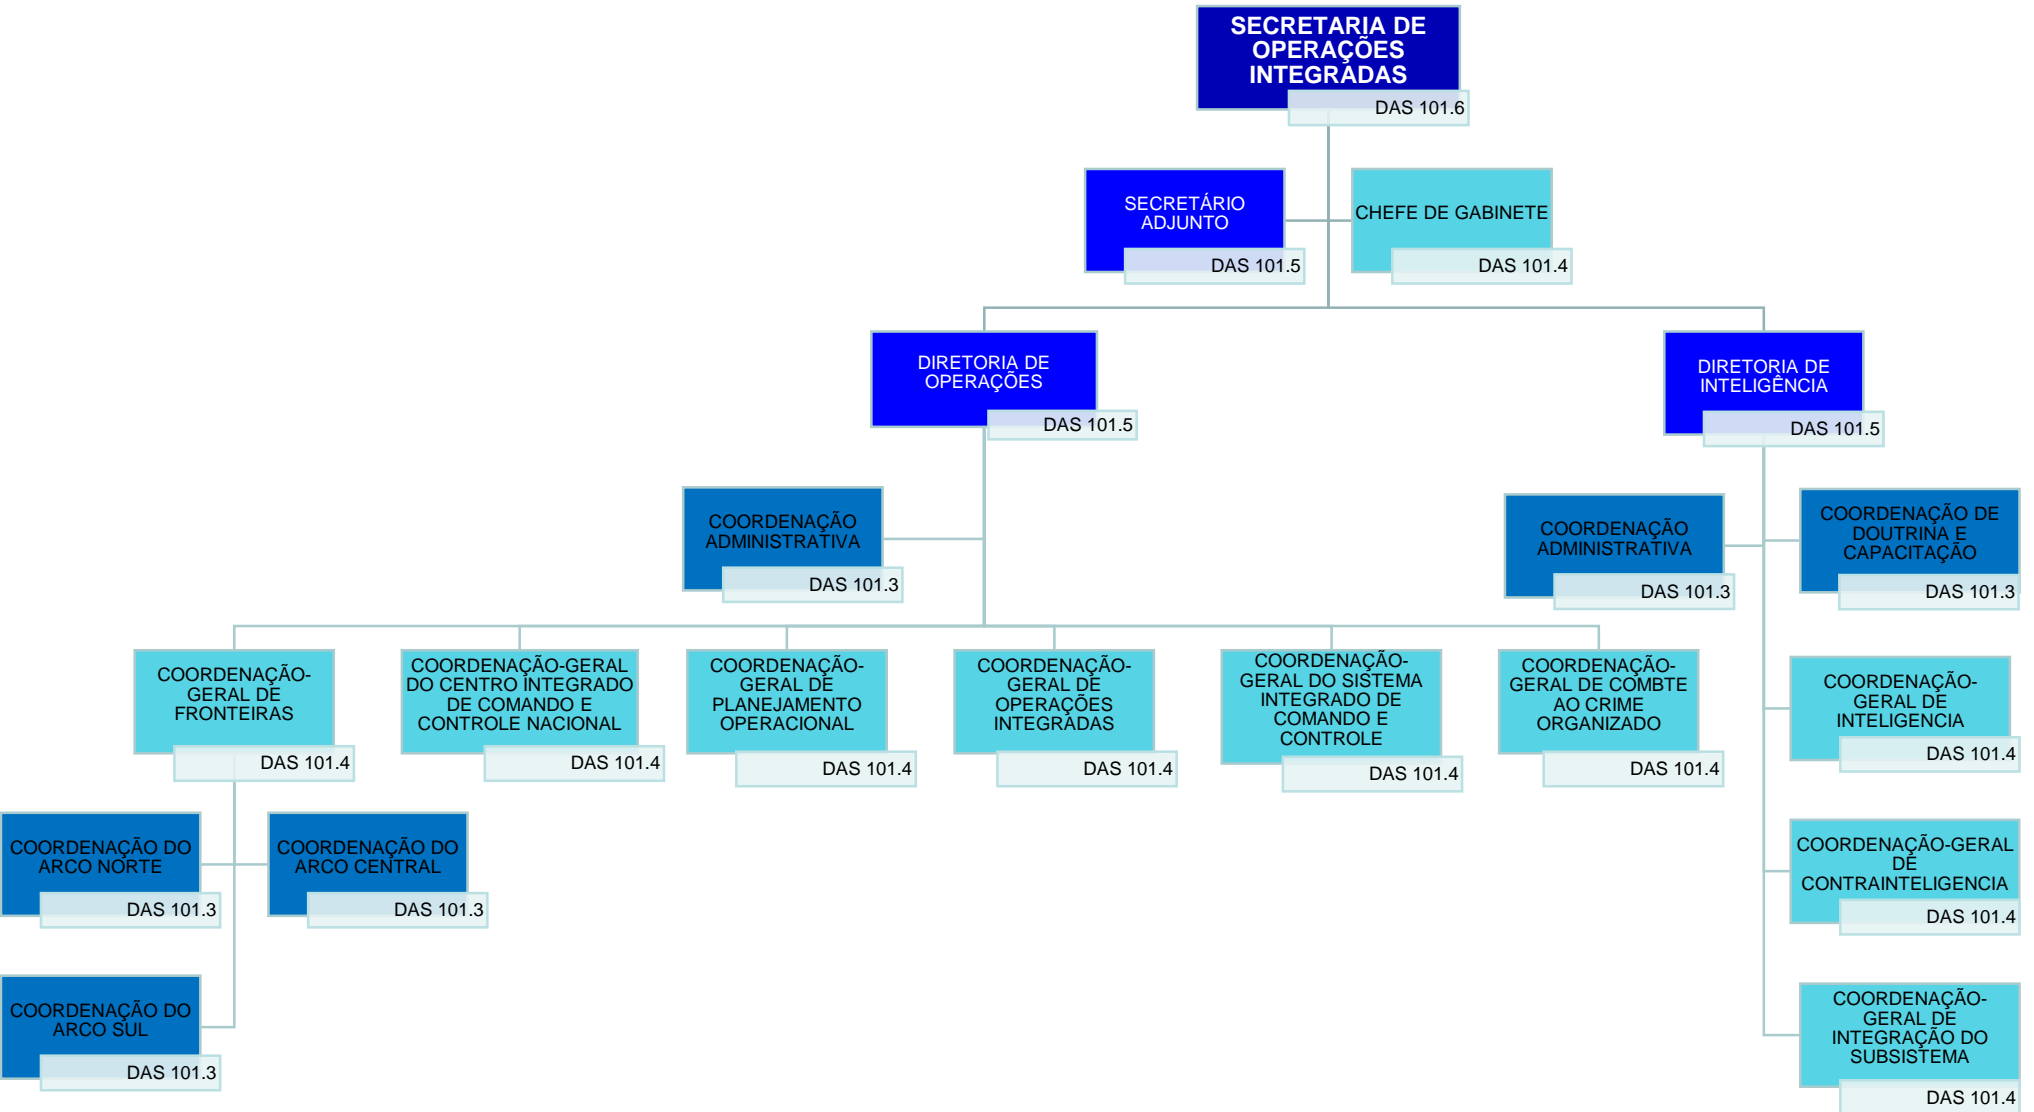 SECRETARIA DE
OPERAÇÕES
INTEGRADAS
DAS 101.6
SECRETÁRIO
ADJUNTO
DAS 101.5
CHEFE DE GABINETE
DAS 101.4
DIRETORIA DE
OPERAÇÕES
DAS 101.5
DIRETORIA DE
INTELIGÊNCIA
DAS 101.5
COORDENAÇÃO
ADMINISTRATIVA
DAS 101.3
COORDENAÇÃO
ADMINISTRATIVA
DAS 101.3
COORDENAÇÃO DE
DOUTRINA E
CAPACITAÇÃO
DAS 101.3
COORDENAÇÃO-
GERAL DE
FRONTEIRAS
DAS 101.4
COORDENAÇÃO-GERAL
DO CENTRO INTEGRADO
DE COMANDO E
CONTROLE NACIONAL
DAS 101.4
COORDENAÇÃO-
GERAL DE
PLANEJAMENTO
OPERACIONAL
DAS 101.4
COORDENAÇÃO-
GERAL DE
OPERAÇÕES
INTEGRADAS
DAS 101.4
COORDENAÇÃO-
GERAL DO SISTEMA
INTEGRADO DE
COMANDO E
CONTROLE
DAS 101.4
COORDENAÇÃO-
GERAL DE COMBTE
AO CRIME
ORGANIZADO
DAS 101.4
COORDENAÇÃO-
GERAL DE
INTELIGENCIA
DAS 101.4
COORDENAÇÃO DO
ARCO NORTE
DAS 101.3
COORDENAÇÃO DO
ARCO CENTRAL
DAS 101.3
COORDENAÇÃO-GERAL
DE
CONTRAINTELIGENCIA
DAS 101.4
COORDENAÇÃO DO
ARCO SUL
DAS 101.3
COORDENAÇÃO-
GERAL DE
INTEGRAÇÃO DO
SUBSISTEMA
DAS 101.4